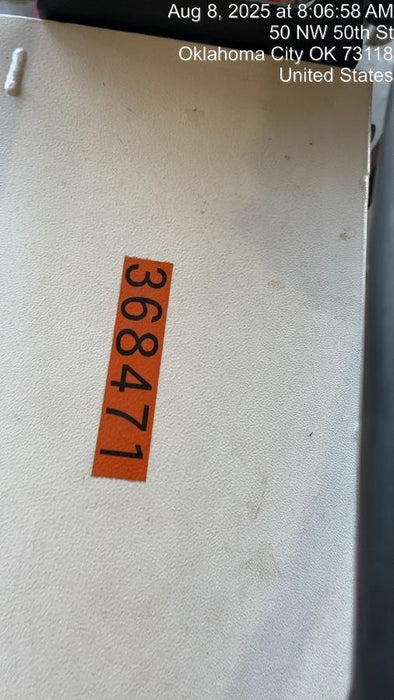 Aug 8, 2025 at 8:06:58 AM
50 NW 50th St
Oklahoma City OK 73118
United States
368471